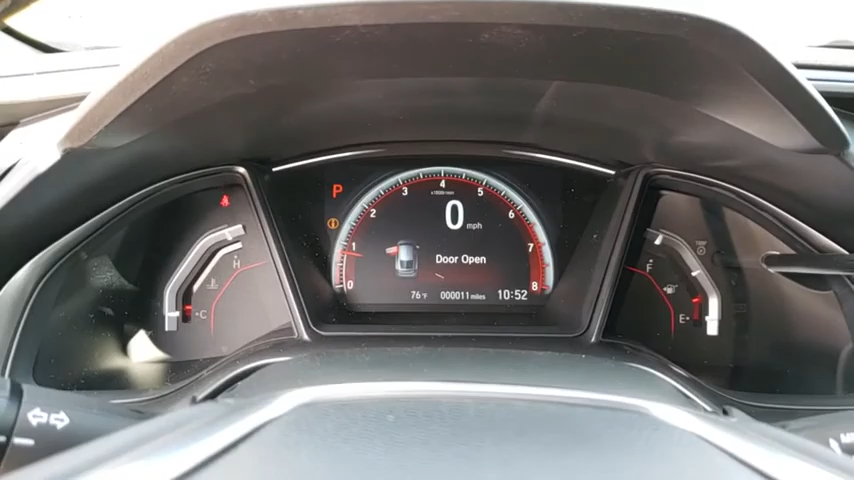 P
4
x1000r/min
3 5
2 6
1 7
0 8
0 mph
Door Open
76°F 000011 miles 10:52
H
C
F
E
TRIP